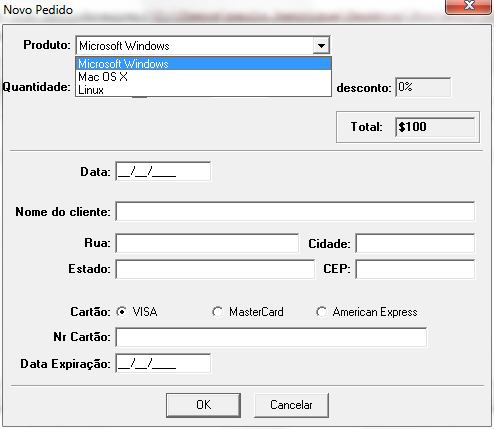 Novo Pedido
Produto: Microsoft Windows
Microsoft Windows
Mac OS X
Linux
Quantidade: desconto: 0%
Total: $100
Data: __/__/____
Nome do cliente:
Rua: Cidade:
Estado: CEP:
Cartão: VISA MasterCard American Express
Nr Cartão:
Data Expiração: __/__/____
OK Cancelar